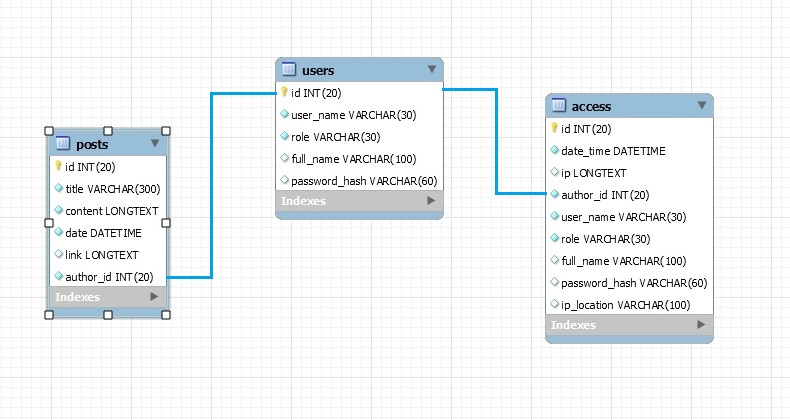 posts
id INT(20)
title VARCHAR(300)
content LONGTEXT
date DATETIME
link LONGTEXT
author_id INT(20)
Indexes
users
id INT(20)
user_name VARCHAR(30)
role VARCHAR(30)
full_name VARCHAR(100)
password_hash VARCHAR(60)
Indexes
access
id INT(20)
date_time DATETIME
ip LONGTEXT
author_id INT(20)
user_name VARCHAR(30)
role VARCHAR(30)
full_name VARCHAR(100)
password_hash VARCHAR(60)
ip_location VARCHAR(100)
Indexes